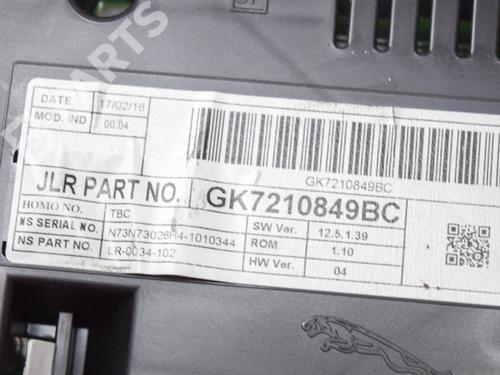 DATE 17/02/16
MOD. IND 00.04
GK7210849BC
JLR PART NO. GK7210849BC
HOMO NO. TBC
NS SERIAL NO. N73N73026H4-1010344
NS PART NO. LR-0034-102
SW Ver. 12.5.1.39
ROM 1.10
HW Ver. 04